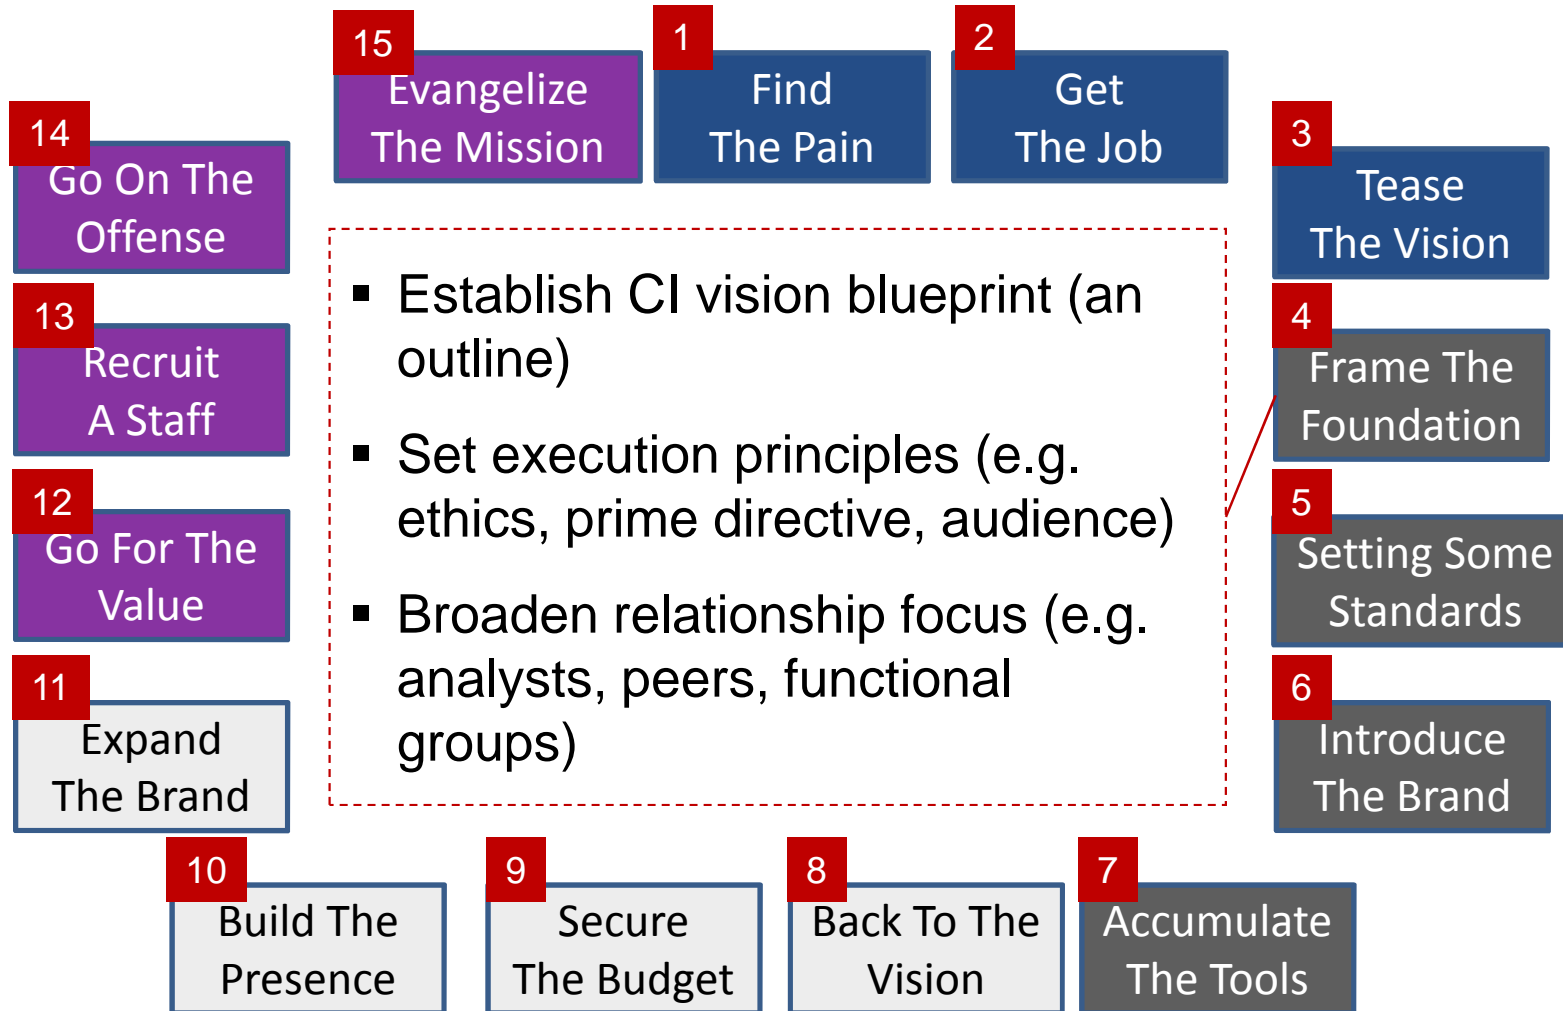 15
Evangelize
The Mission
1
Find
The Pain
2
Get
The Job
3
Tease
The Vision
4
Frame The
Foundation
5
Setting Some
Standards
6
Introduce
The Brand
7
Accumulate
The Tools
8
Back To The
Vision
9
Secure
The Budget
10
Build The
Presence
11
Expand
The Brand
12
Go For The
Value
13
Recruit
A Staff
14
Go On The
Offense
▪ Establish CI vision blueprint (an
outline)
▪ Set execution principles (e.g.
ethics, prime directive, audience)
▪ Broaden relationship focus (e.g.
analysts, peers, functional
groups)